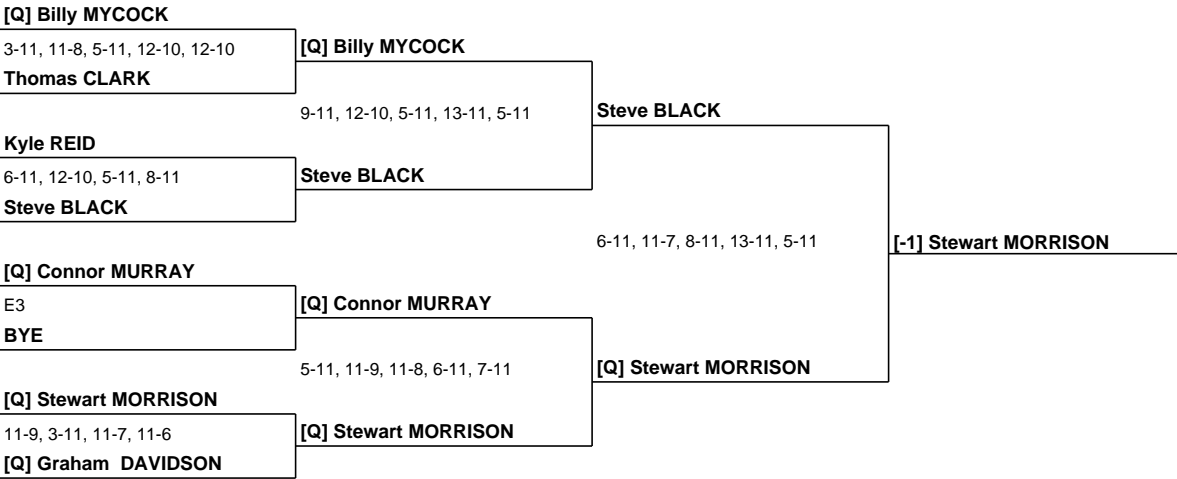 [Q] Billy MYCOCK
3-11, 11-8, 5-11, 12-10, 12-10
Thomas CLARK
Kyle REID
6-11, 12-10, 5-11, 8-11
Steve BLACK
[Q] Connor MURRAY
E3
BYE
[Q] Stewart MORRISON
11-9, 3-11, 11-7, 11-6
[Q] Graham  DAVIDSON
[Q] Billy MYCOCK
9-11, 12-10, 5-11, 13-11, 5-11
Steve BLACK
[Q] Connor MURRAY
5-11, 11-9, 11-8, 6-11, 7-11
[Q] Stewart MORRISON
Steve BLACK
6-11, 11-7, 8-11, 13-11, 5-11
[Q] Stewart MORRISON
[-1] Stewart MORRISON